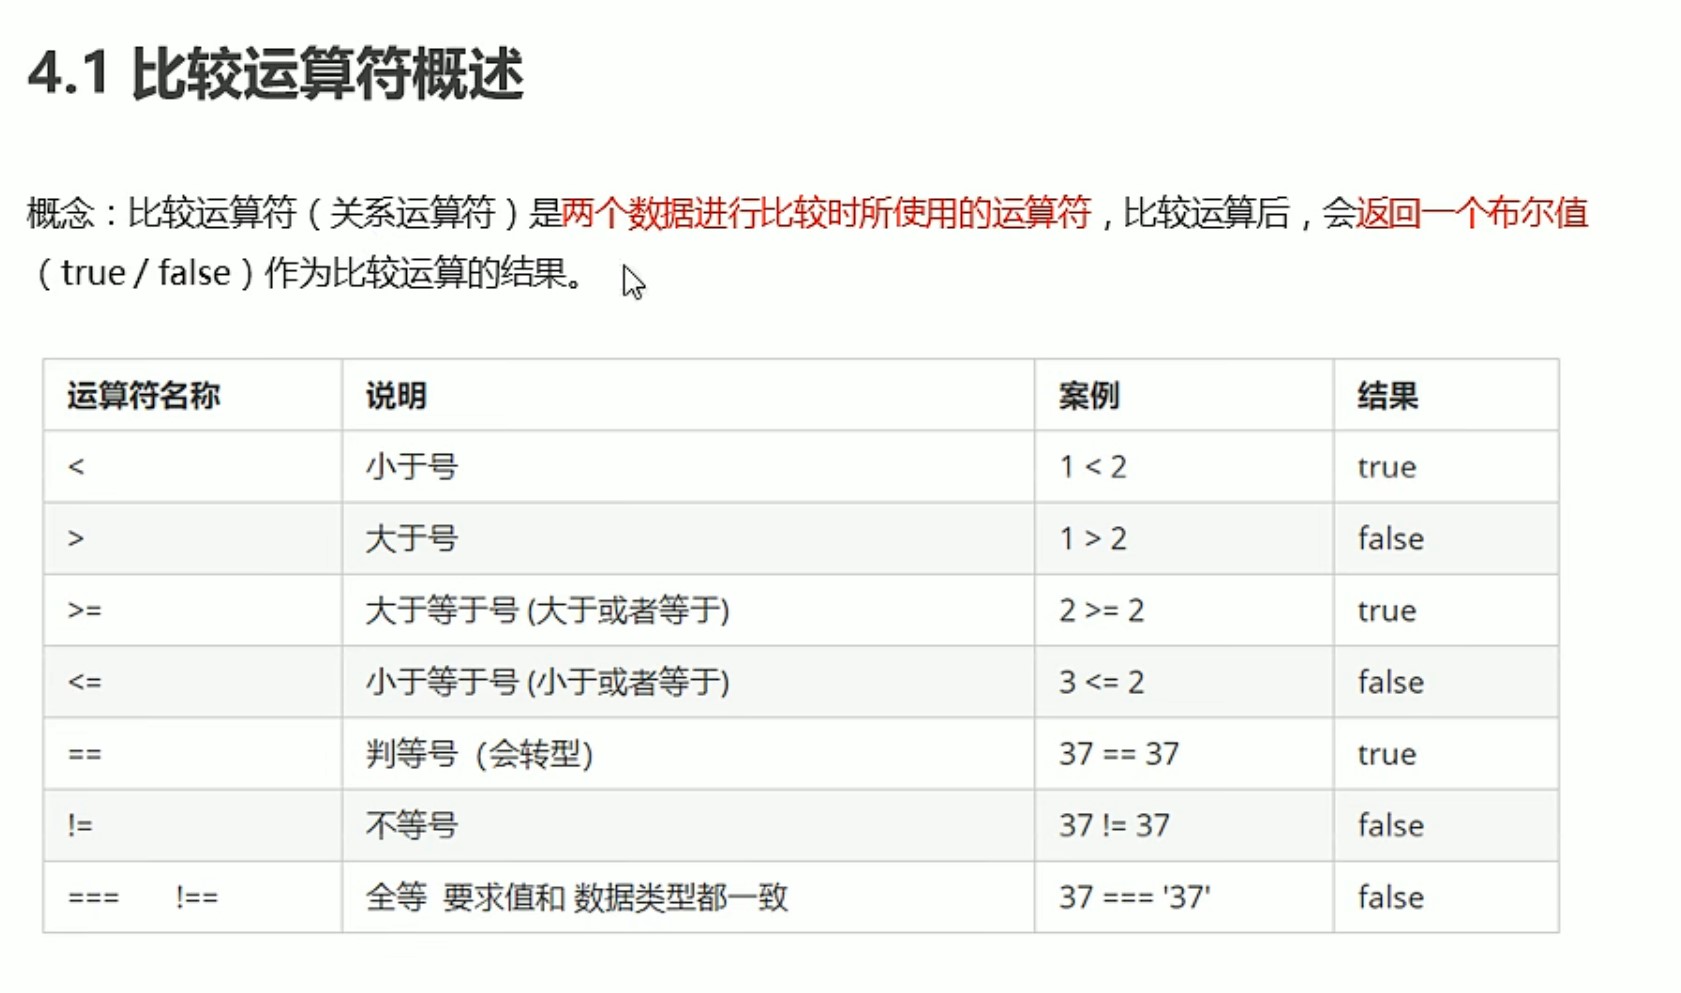 4.1 比较运算符概述
概念：比较运算符（关系运算符）是两个数据进行比较时所使用的运算符，比较运算后，会返回一个布尔值
（true / false）作为比较运算的结果。
运算符名称 说明 案例 结果
< 小于号 1 < 2 true
> 大于号 1 > 2 false
>= 大于等于号 (大于或者等于) 2 >= 2 true
<= 小于等于号 (小于或者等于) 3 <= 2 false
== 判等号（会转型） 37 == 37 true
!= 不等号 37 != 37 false
=== !== 全等 要求值和 数据类型都一致 37 === '37' false